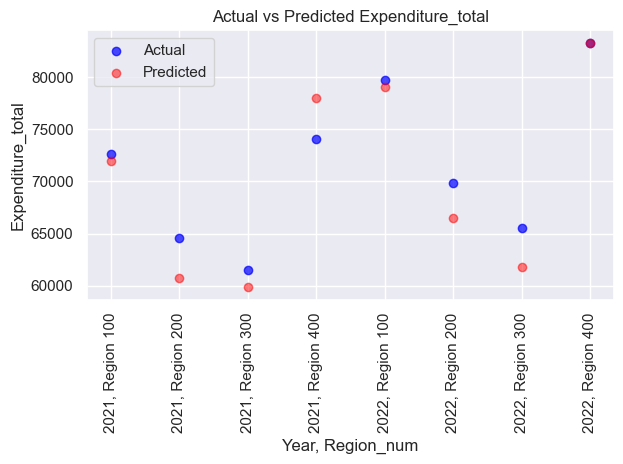 Actual vs Predicted Expenditure_total
Actual
Predicted
Expenditure_total
80000
75000
70000
65000
60000
2021, Region 100
2021, Region 200
2021, Region 300
2021, Region 400
2022, Region 100
2022, Region 200
2022, Region 300
2022, Region 400
Year, Region_num